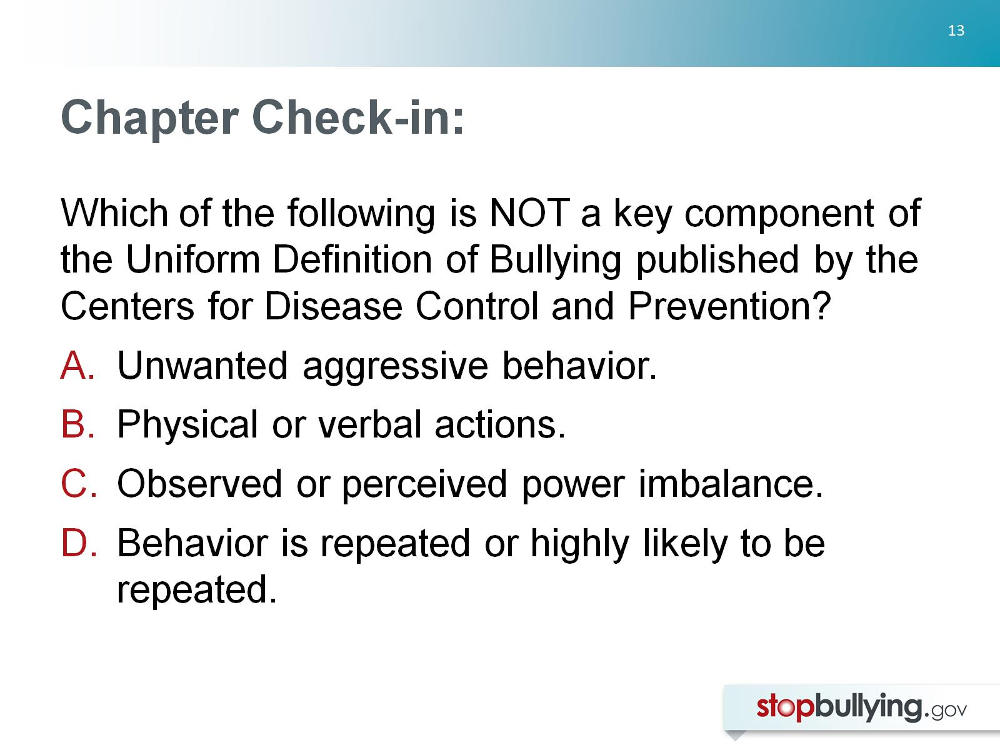 13
Chapter Check-in:
Which of the following is NOT a key component of
the Uniform Definition of Bullying published by the
Centers for Disease Control and Prevention?
A. Unwanted aggressive behavior.
B. Physical or verbal actions.
C. Observed or perceived power imbalance.
D. Behavior is repeated or highly likely to be
repeated.
stopbullying.gov